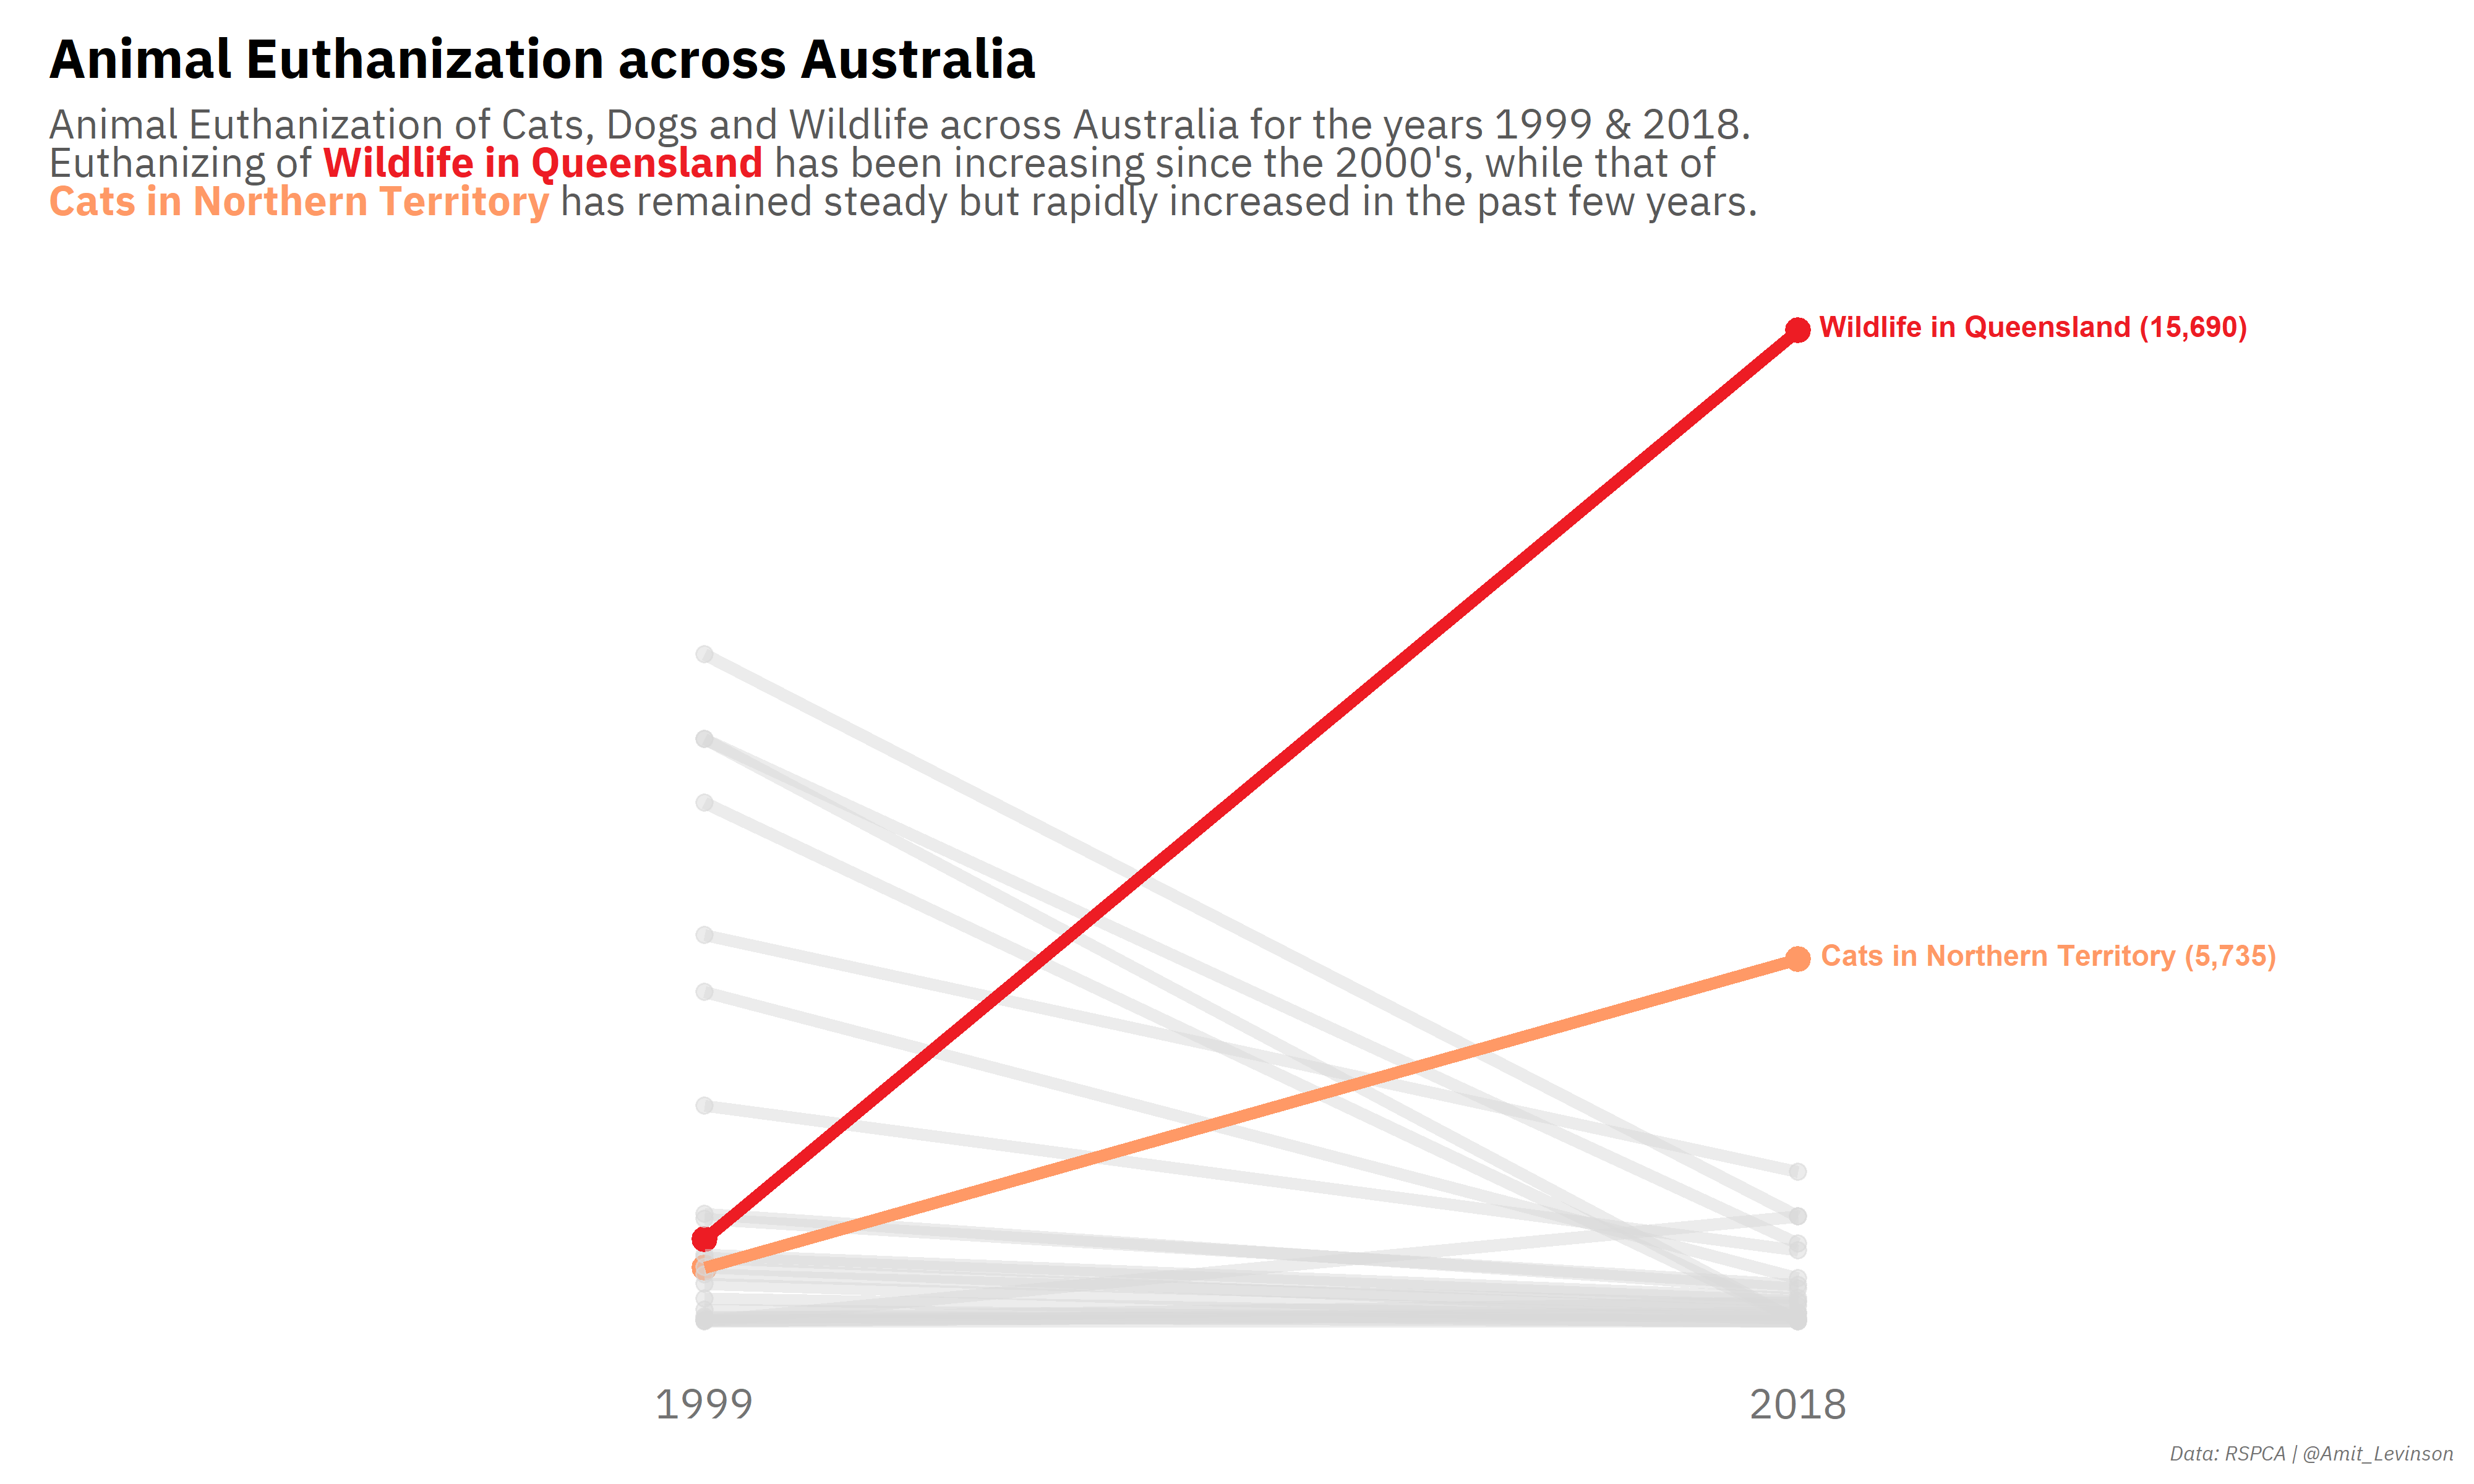 Animal Euthanization across Australia
Animal Euthanization of Cats, Dogs and Wildlife across Australia for the years 1999 & 2018.
Euthanizing of Wildlife in Queensland has been increasing since the 2000's, while that of
Cats in Northern Territory has remained steady but rapidly increased in the past few years.
Wildlife in Queensland (15,690)
Cats in Northern Territory (5,735)
1999
2018
Data: RSPCA | @Amit_Levinson